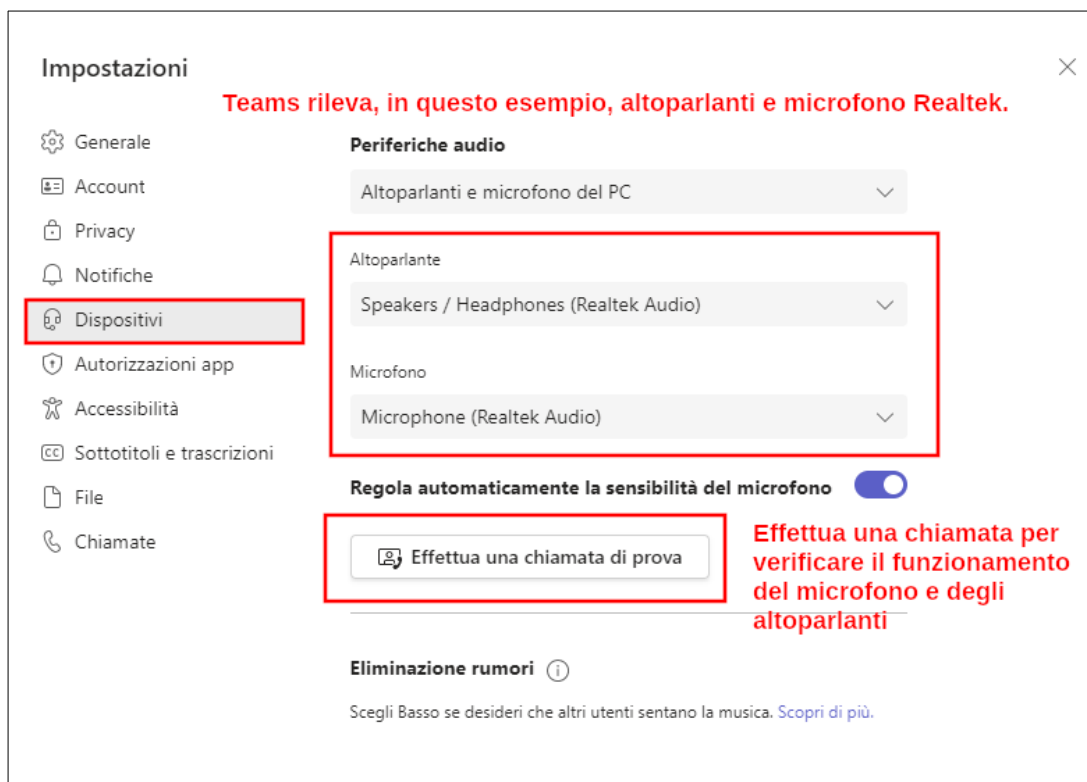 Impostazioni
Teams rileva, in questo esempio, altoparlanti e microfono Realtek.
Generale
Account
Privacy
Notifiche
Dispositivi
Autorizzazioni app
Accessibilità
CC Sottotitoli e trascrizioni
File
Chiamate
Periferiche audio
Altoparlanti e microfono del PC
Altoparlante
Speakers / Headphones (Realtek Audio)
Microfono
Microphone (Realtek Audio)
Regola automaticamente la sensibilità del microfono
Effettua una chiamata di prova
Effettua una chiamata per
verificare il funzionamento
del microfono e degli
altoparlanti
Eliminazione rumori
Scegli Basso se desideri che altri utenti sentano la musica. Scopri di più.